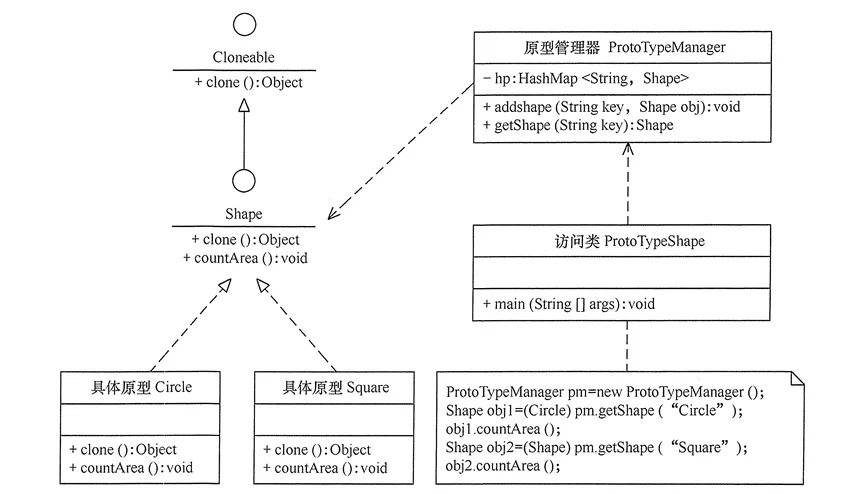 Cloneable
+ clone ():Object
Shape
+ clone ():Object
+ countArea ():void
具体原型 Circle
+ clone ():Object
+ countArea ():void
具体原型 Square
+ clone ():Object
+ countArea ():void
原型管理器 ProtoTypeManager
− hp:HashMap <String, Shape>
+ addshape (String key, Shape obj):void
+ getShape (String key):Shape
访问类 ProtoTypeShape
+ main (String [] args):void
ProtoTypeManager pm=new ProtoTypeManager ();
Shape obj1=(Circle) pm.getShape (“Circle”);
obj1.countArea ();
Shape obj2=(Shape) pm.getShape (“Square”);
obj2.countArea ();